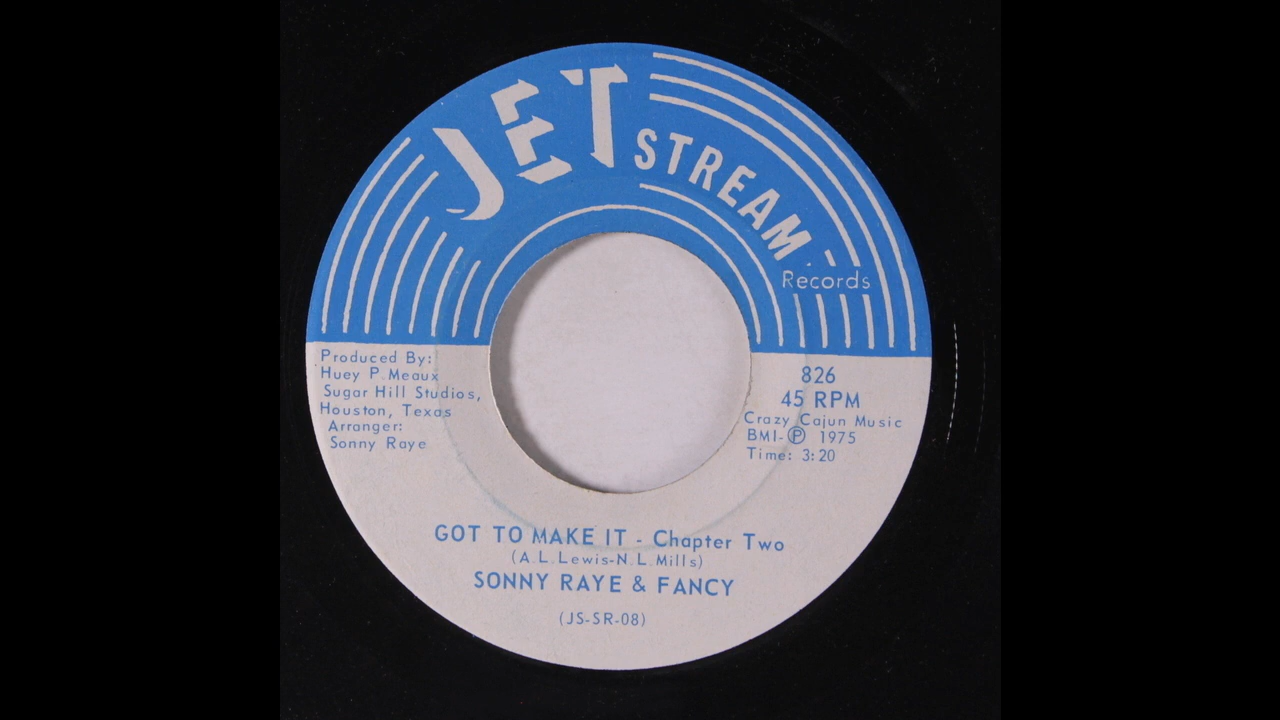 JET STREAM
Records
Produced By:
Huey P. Meaux
Sugar Hill Studios,
Houston, Texas
Arranger:
Sonny Raye
826
45 RPM
Crazy Cajun Music
BMI-Ⓟ 1975
Time: 3:20
GOT TO MAKE IT - Chapter Two
(A.L.Lewis-N.L.Mills)
SONNY RAYE & FANCY
(JS-SR-08)